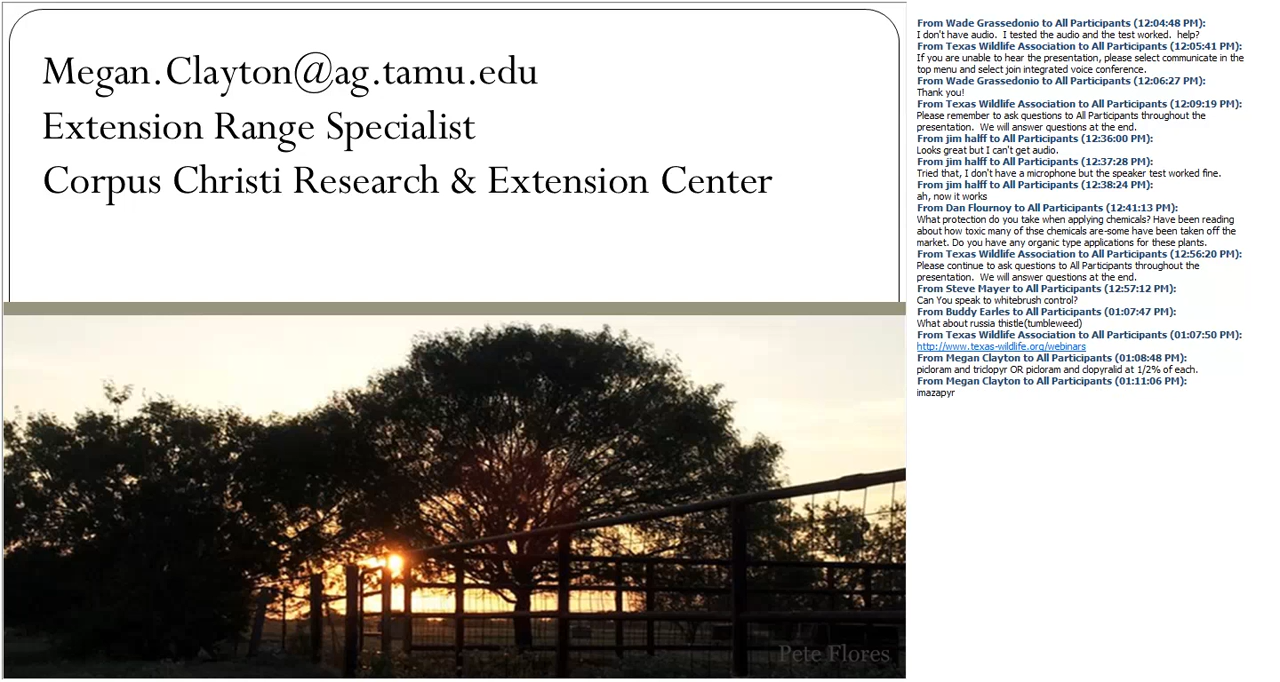 Megan.Clayton@ag.tamu.edu
Extension Range Specialist
Corpus Christi Research & Extension Center
Pete Flores
From Wade Grassedonio to All Participants (12:04:48 PM):
I don't have audio.  I tested the audio and the test worked.  help?
From Texas Wildlife Association to All Participants (12:05:41 PM):
If you are unable to hear the presentation, please select communicate in the
top menu and select join integrated voice conference.
From Wade Grassedonio to All Participants (12:06:27 PM):
Thank you!
From Texas Wildlife Association to All Participants (12:09:19 PM):
Please remember to ask questions to All Participants throughout the
presentation.  We will answer questions at the end.
From jim halff to All Participants (12:36:00 PM):
Looks great but I can't get audio.
From jim halff to All Participants (12:37:28 PM):
Tried that, I don't have a microphone but the speaker test worked fine.
From jim halff to All Participants (12:38:24 PM):
ah, now it works
From Dan Flournoy to All Participants (12:41:13 PM):
What protection do you take when applying chemicals? Have been reading
about how toxic many of thse chemicals are-some have been taken off the
market. Do you have any organic type applications for these plants.
From Texas Wildlife Association to All Participants (12:56:20 PM):
Please continue to ask questions to All Participants throughout the
presentation.  We will answer questions at the end.
From Steve Mayer to All Participants (12:57:12 PM):
Can You speak to whitebrush control?
From Buddy Earles to All Participants (01:07:47 PM):
What about russia thistle(tumbleweed)
From Texas Wildlife Association to All Participants (01:07:50 PM):
http://www.texas-wildlife.org/webinars
From Megan Clayton to All Participants (01:08:48 PM):
picloram and triclopyr OR picloram and clopyralid at 1/2% of each.
From Megan Clayton to All Participants (01:11:06 PM):
imazapyr